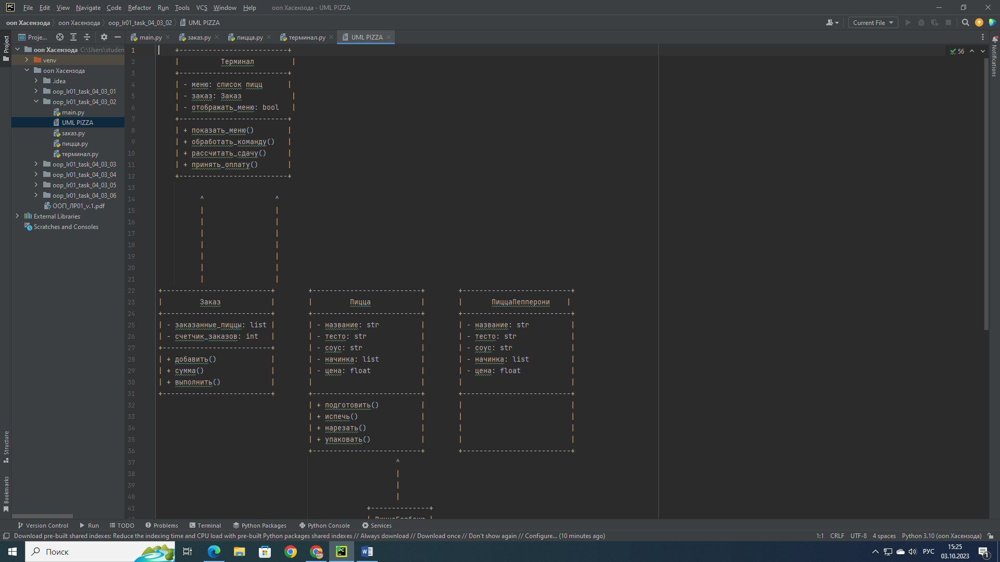 PC File Edit View Navigate Code Refactor Run Tools VCS Window Help ооп Хасензода - UML PIZZA
ооп Хасензода ооп Хасензода oop_lr01_task_04_03_02 UML PIZZA Current File
Proje... main.py заказ.py пицца.py терминал.py UML PIZZA
Project
ооп Хасензода C:\Users\studen
venv
ооп Хасензода
.idea
oop_lr01_task_04_03_01
oop_lr01_task_04_03_02
main.py
UML PIZZA
заказ.py
пицца.py
терминал.py
oop_lr01_task_04_03_03
oop_lr01_task_04_03_04
oop_lr01_task_04_03_05
oop_lr01_task_04_03_06
ООП_ЛР01_v.1.pdf
External Libraries
Scratches and Consoles
Structure
Bookmarks
56
Notifications
1 +--------------------------+
2 | Терминал |
3 +--------------------------+
4 | - меню: список пицц |
5 | - заказ: Заказ |
6 | - отображать_меню: bool |
7 +--------------------------+
8 | + показать_меню() |
9 | + обработать_команду() |
10 | + рассчитать_сдачу() |
11 | + принять_оплату() |
12 +--------------------------+
13
14 ^ ^
15 | |
16 | |
17 | |
18 | |
19 | |
20 | |
21 | |
22 +--------------------------+ +--------------------------+ +--------------------------+
23 | Заказ | | Пицца | | ПиццаПепперони |
24 +--------------------------+ +--------------------------+ +--------------------------+
25 | - заказанные_пиццы: list | | - название: str | | - название: str |
26 | - счетчик_заказов: int | | - тесто: str | | - тесто: str |
27 +--------------------------+ | - соус: str | | - соус: str |
28 | + добавить() | | - начинка: list | | - начинка: list |
29 | + сумма() | | - цена: float | | - цена: float |
30 | + выполнить() | | | | |
31 +--------------------------+ +--------------------------+ +--------------------------+
32 | + подготовить() | | |
33 | + испечь() | | |
34 | + нарезать() | | |
35 | + упаковать() | | |
36 +--------------------------+ +--------------------------+
37 ^
38 |
39 |
40 |
41 +--------------+
Version Control Run TODO Problems Terminal Python Packages Python Console Services
Download pre-built shared indexes: Reduce the indexing time and CPU load with pre-built Python packages shared indexes // Always download // Download once // Don't show again // Configure... (10 minutes ago) 1:1 CRLF UTF-8 4 spaces Python 3.10 (ооп Хасензода)
Поиск PC W РУС 15:25
03.10.2023 1